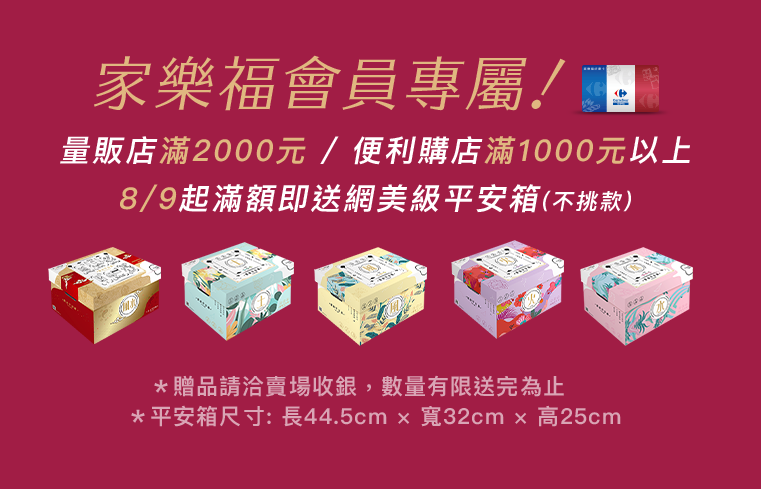 家樂福會員專屬!
量販店滿2000元 / 便利購店滿1000元以上
8/9起滿額即送網美級平安箱(不挑款)
＊贈品請洽賣場收銀，數量有限送完為止
＊平安箱尺寸: 長44.5cm × 寬32cm × 高25cm